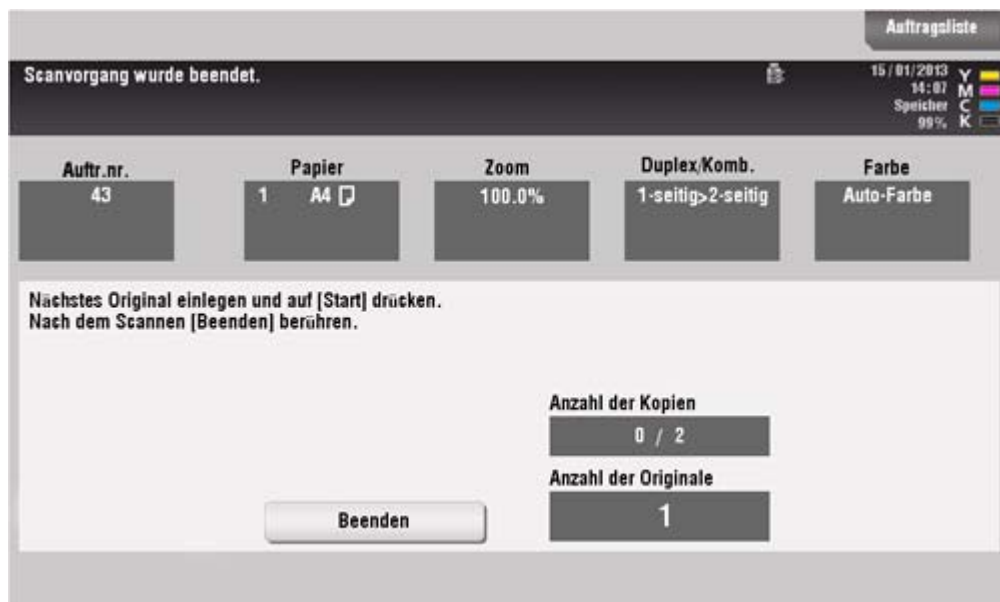 Auftragsliste
Scanvorgang wurde beendet.
15/01/2013
14:07
Speicher
99%
Y
M
C
K
Auftr.nr.
43
Papier
1 A4
Zoom
100.0%
Duplex/Komb.
1-seitig>2-seitig
Farbe
Auto-Farbe
Nächstes Original einlegen und auf [Start] drücken.
Nach dem Scannen [Beenden] berühren.
Anzahl der Kopien
0 / 2
Anzahl der Originale
1
Beenden